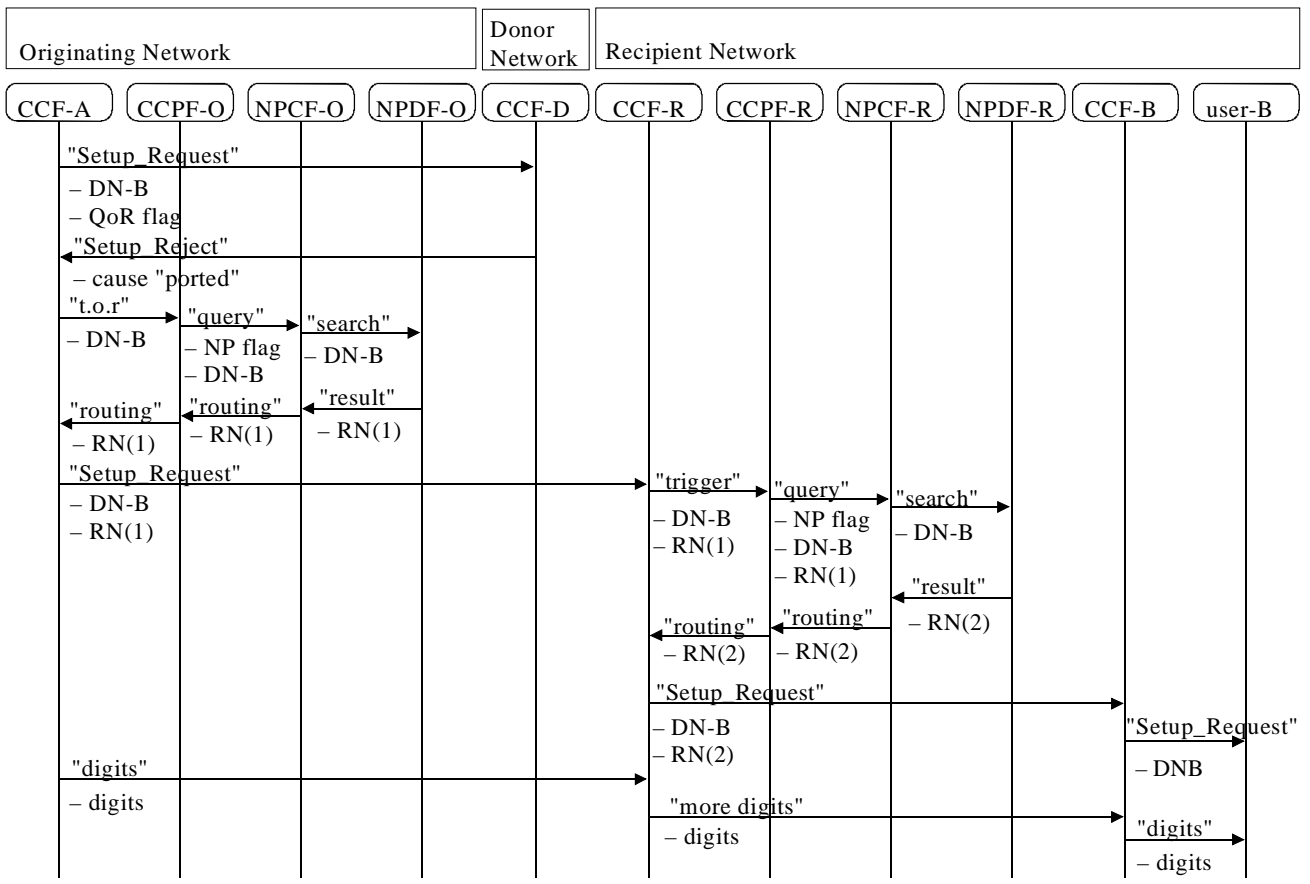 Originating Network
Donor
Network
Recipient Network
CCF-A
CCPF-O
NPCF-O
NPDF-O
CCF-D
CCF-R
CCPF-R
NPCF-R
NPDF-R
CCF-B
user-B
"Setup_Request"
– DN-B
– QoR flag
"Setup_Reject"
– cause "ported"
"t.o.r"
– DN-B
"query"
– NP flag
– DN-B
"search"
– DN-B
"result"
– RN(1)
"routing"
– RN(1)
"routing"
– RN(1)
"Setup_Request"
– DN-B
– RN(1)
"trigger"
– DN-B
– RN(1)
"query"
– NP flag
– DN-B
– RN(1)
"search"
– DN-B
"result"
– RN(2)
"routing"
– RN(2)
"routing"
– RN(2)
"Setup_Request"
– DN-B
– RN(2)
"Setup_Request"
– DNB
"digits"
– digits
"more digits"
– digits
"digits"
– digits